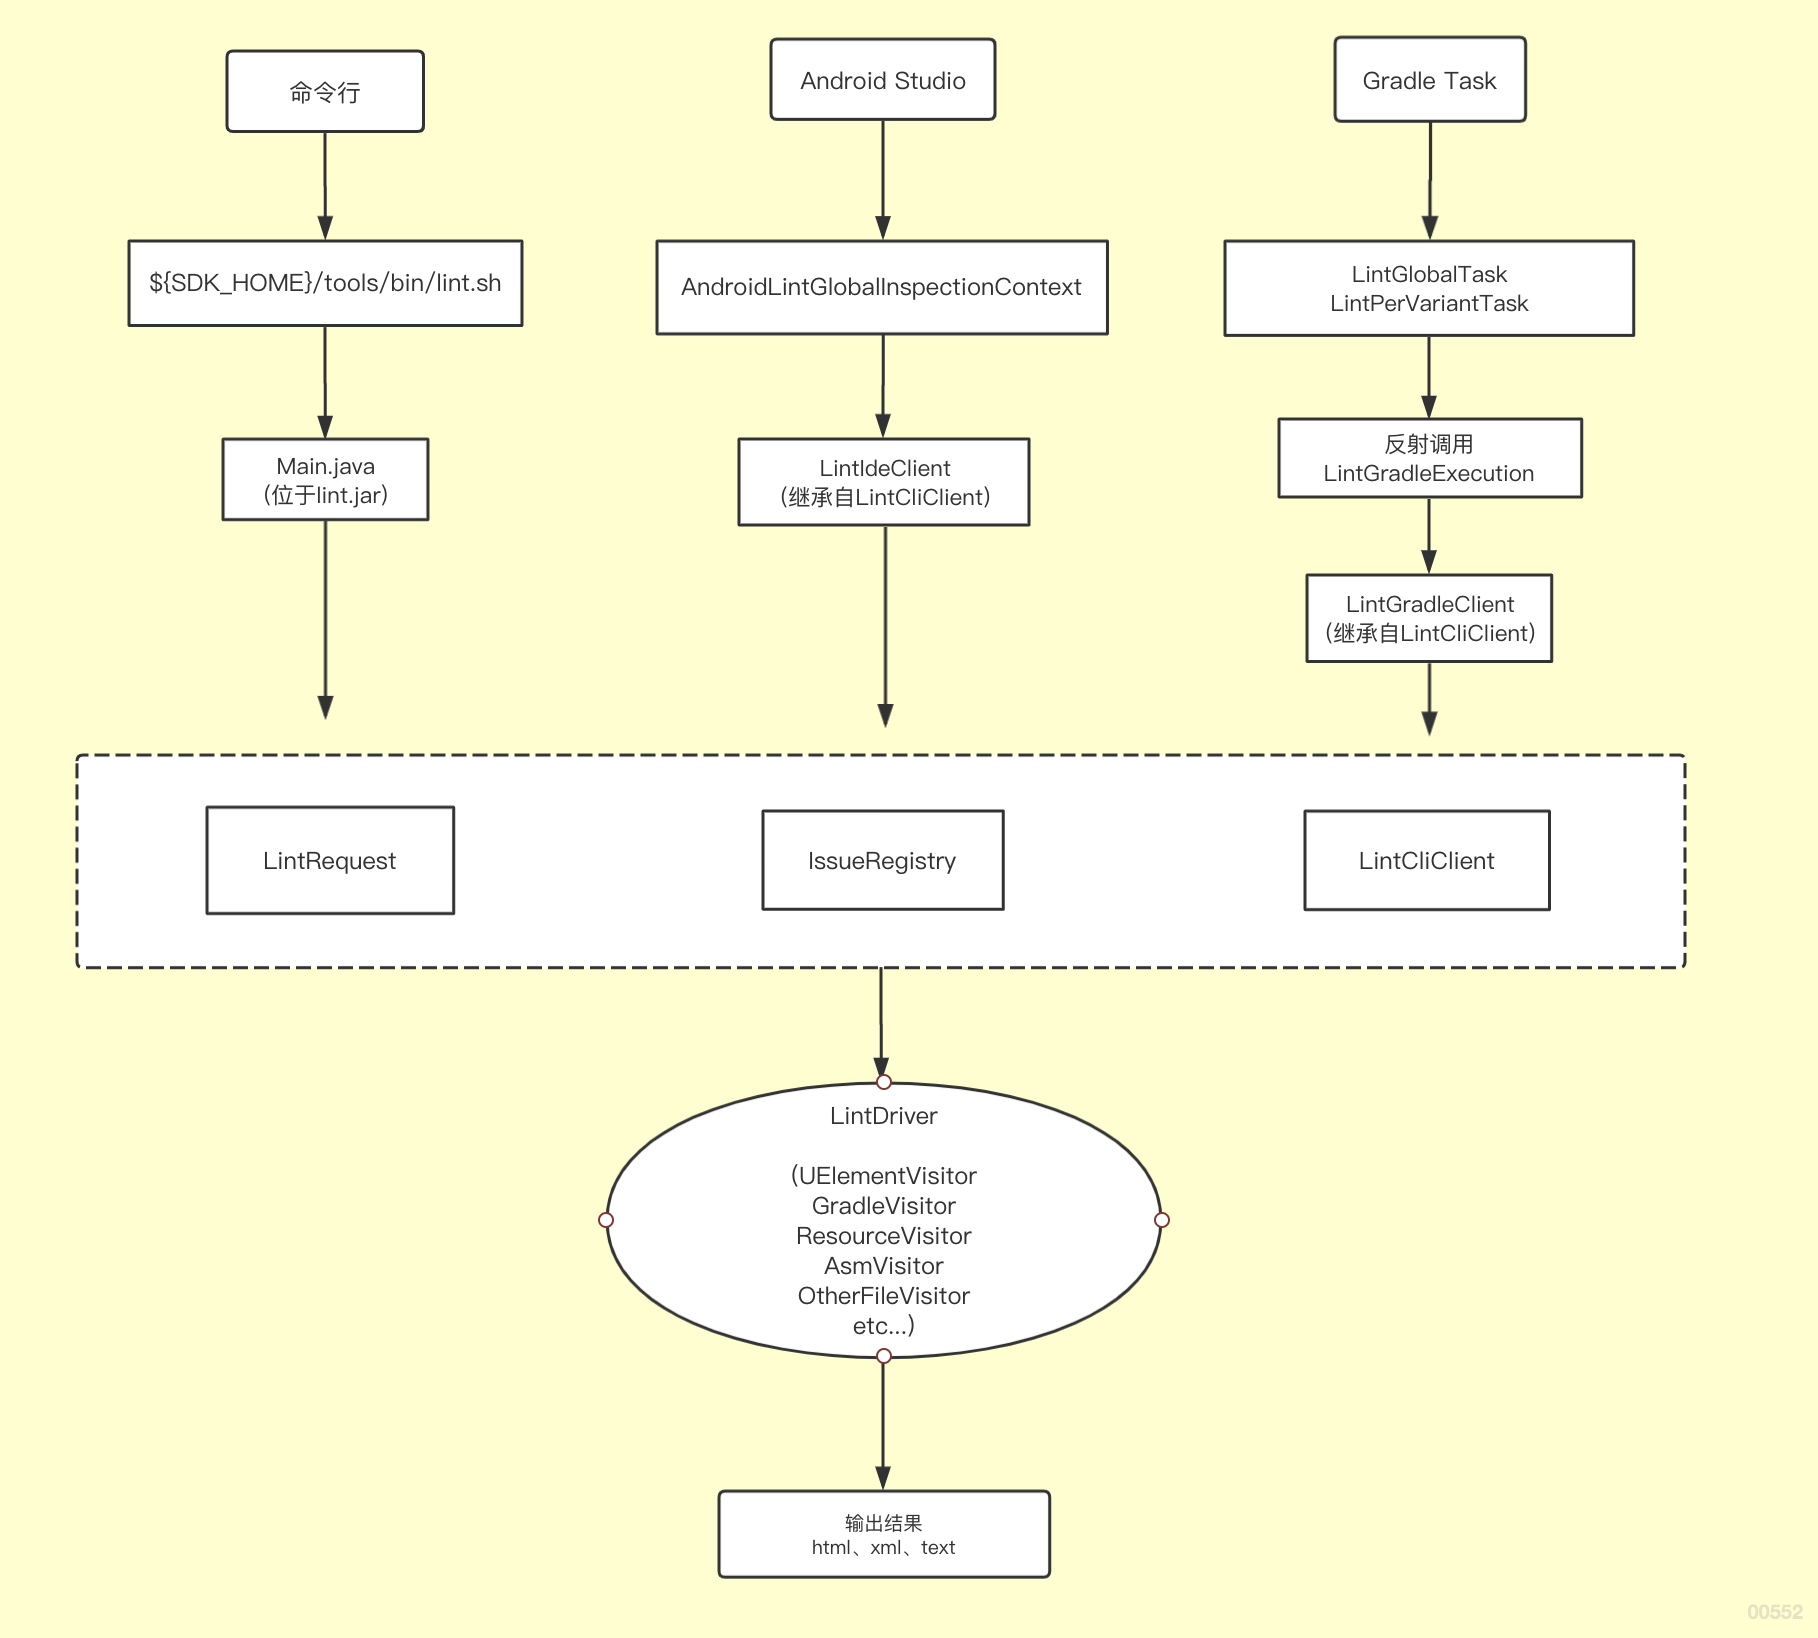 命令行
Android Studio
Gradle Task
${SDK_HOME}/tools/bin/lint.sh
AndroidLintGlobalInspectionContext
LintGlobalTask
LintPerVariantTask
Main.java
(位于lint.jar)
LintIdeClient
(继承自LintCliClient)
反射调用
LintGradleExecution
LintGradleClient
(继承自LintCliClient)
LintRequest
IssueRegistry
LintCliClient
LintDriver
(UElementVisitor
GradleVisitor
ResourceVisitor
AsmVisitor
OtherFileVisitor
etc...)
输出结果
html、xml、text
00552